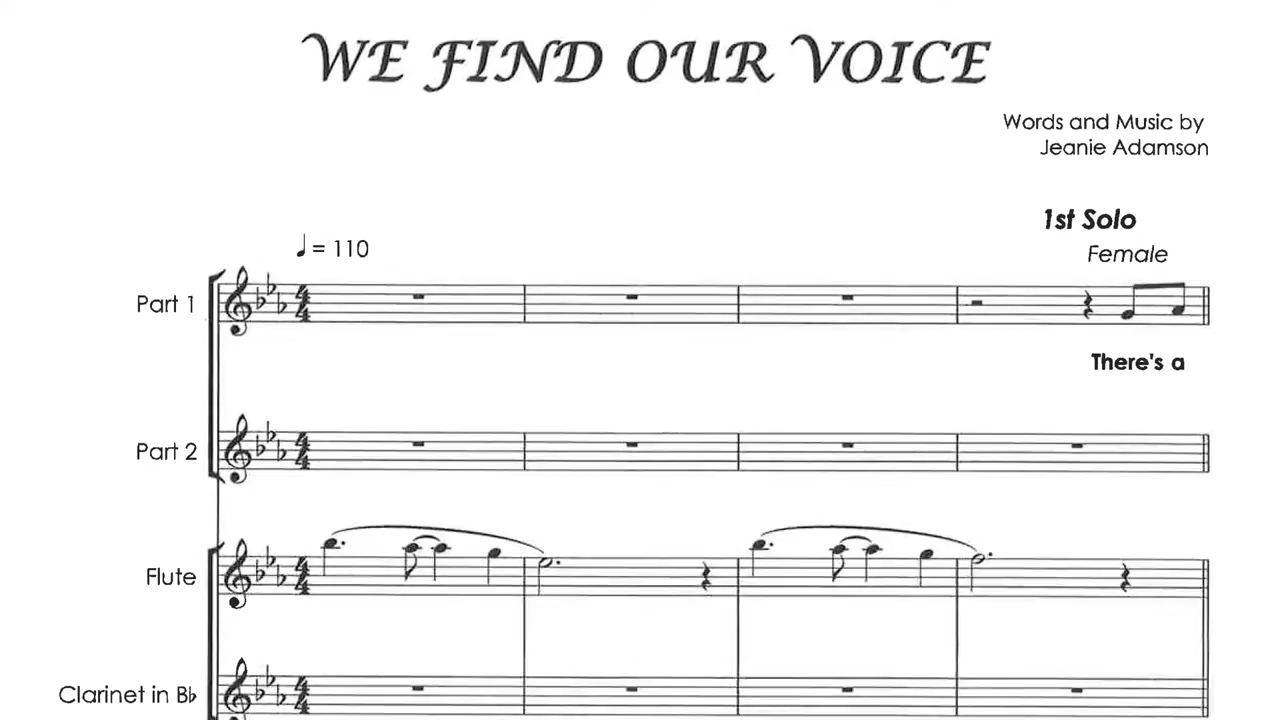 WE FIND OUR VOICE
Words and Music by
Jeanie Adamson
1st Solo
Female
♩ = 110
Part 1
There's a
Part 2
Flute
Clarinet in B♭